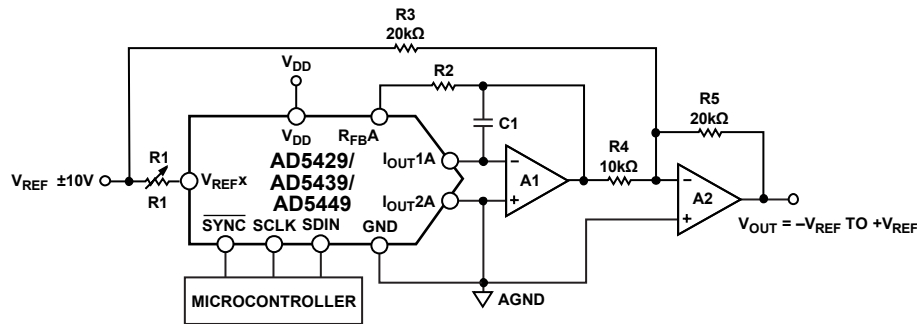 R3
20kΩ
VDD
R2
R5
20kΩ
C1
VDD
RFBA
R1
AD5429/
AD5439/
AD5449
IOUT1A
R4
10kΩ
A1
VREF ±10V
VREFx
R1
IOUT2A
A2
SYNC SCLK SDIN GND
VOUT = –VREF TO +VREF
AGND
MICROCONTROLLER